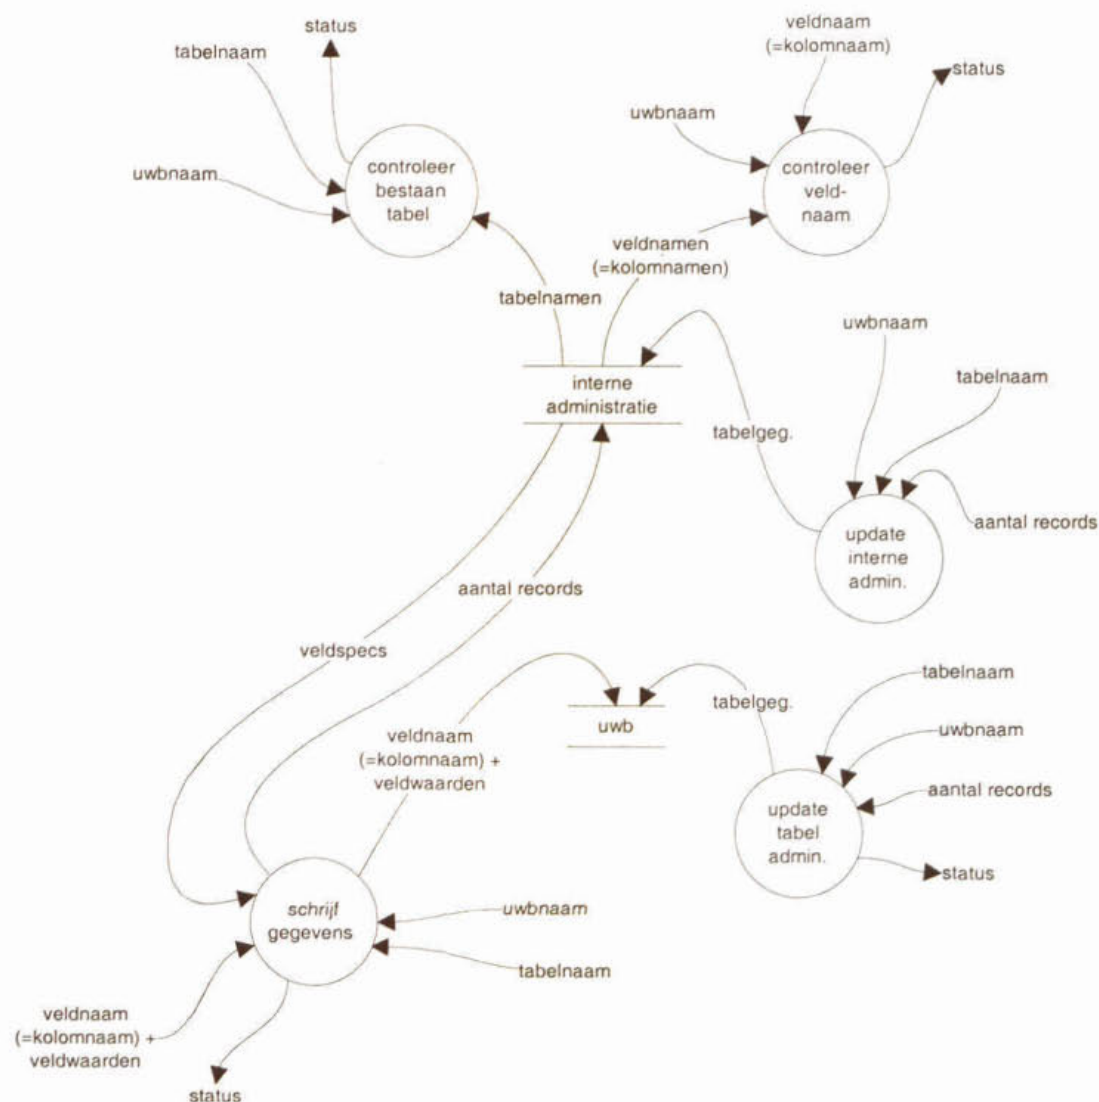 status
tabelnaam
uwbnaam
controleer
bestaan
tabel
veldnaam
(=kolomnaam)
status
uwbnaam
controleer
veld-
naam
veldnamen
(=kolomnamen)
tabelnamen
interne
administratie
uwbnaam
tabelnaam
tabelgeg.
aantal records
update
interne
admin.
aantal records
veldspecs
tabelnaam
tabelgeg.
uwb
uwbnaam
veldnaam
(=kolomnaam) +
veldwaarden
aantal records
update
tabel
admin.
status
schrijf
gegevens
uwbnaam
tabelnaam
veldnaam
(=kolomnaam) +
veldwaarden
status